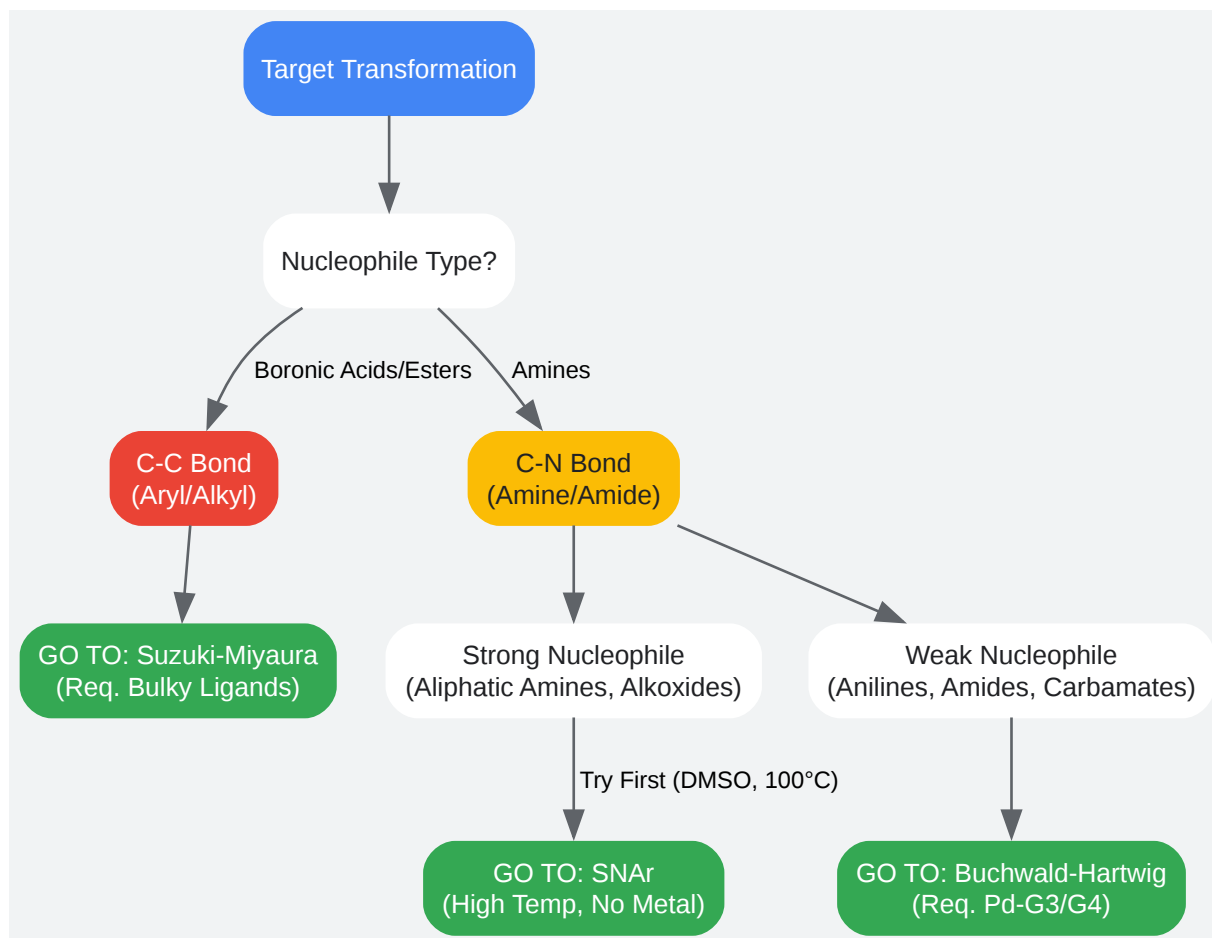 Target Transformation
Nucleophile Type?
Boronic Acids/Esters
Amines
C-C Bond
(Aryl/Alkyl)
C-N Bond
(Amine/Amide)
GO TO: Suzuki-Miyaura
(Req. Bulky Ligands)
Strong Nucleophile
(Aliphatic Amines, Alkoxides)
Weak Nucleophile
(Anilines, Amides, Carbamates)
Try First (DMSO, 100°C)
GO TO: SNAr
(High Temp, No Metal)
GO TO: Buchwald-Hartwig
(Req. Pd-G3/G4)